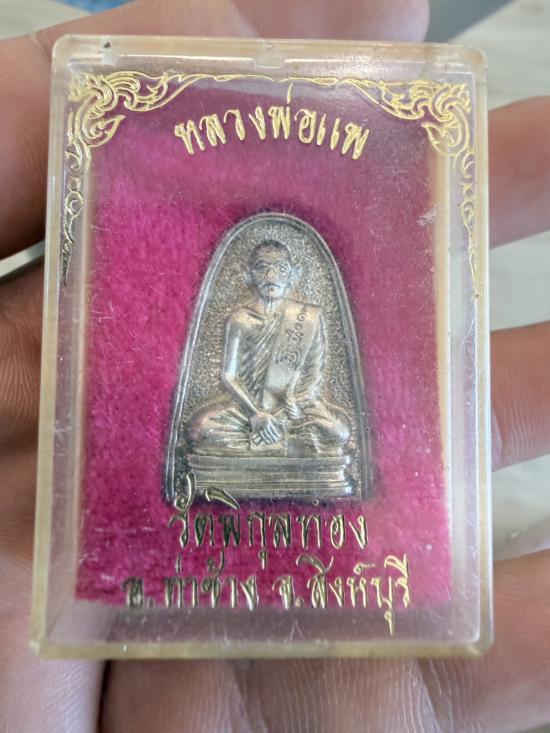 หลวงพ่อแพ
วัดพิกุลทอง
อ.ท่าช้าง จ.สิงห์บุรี